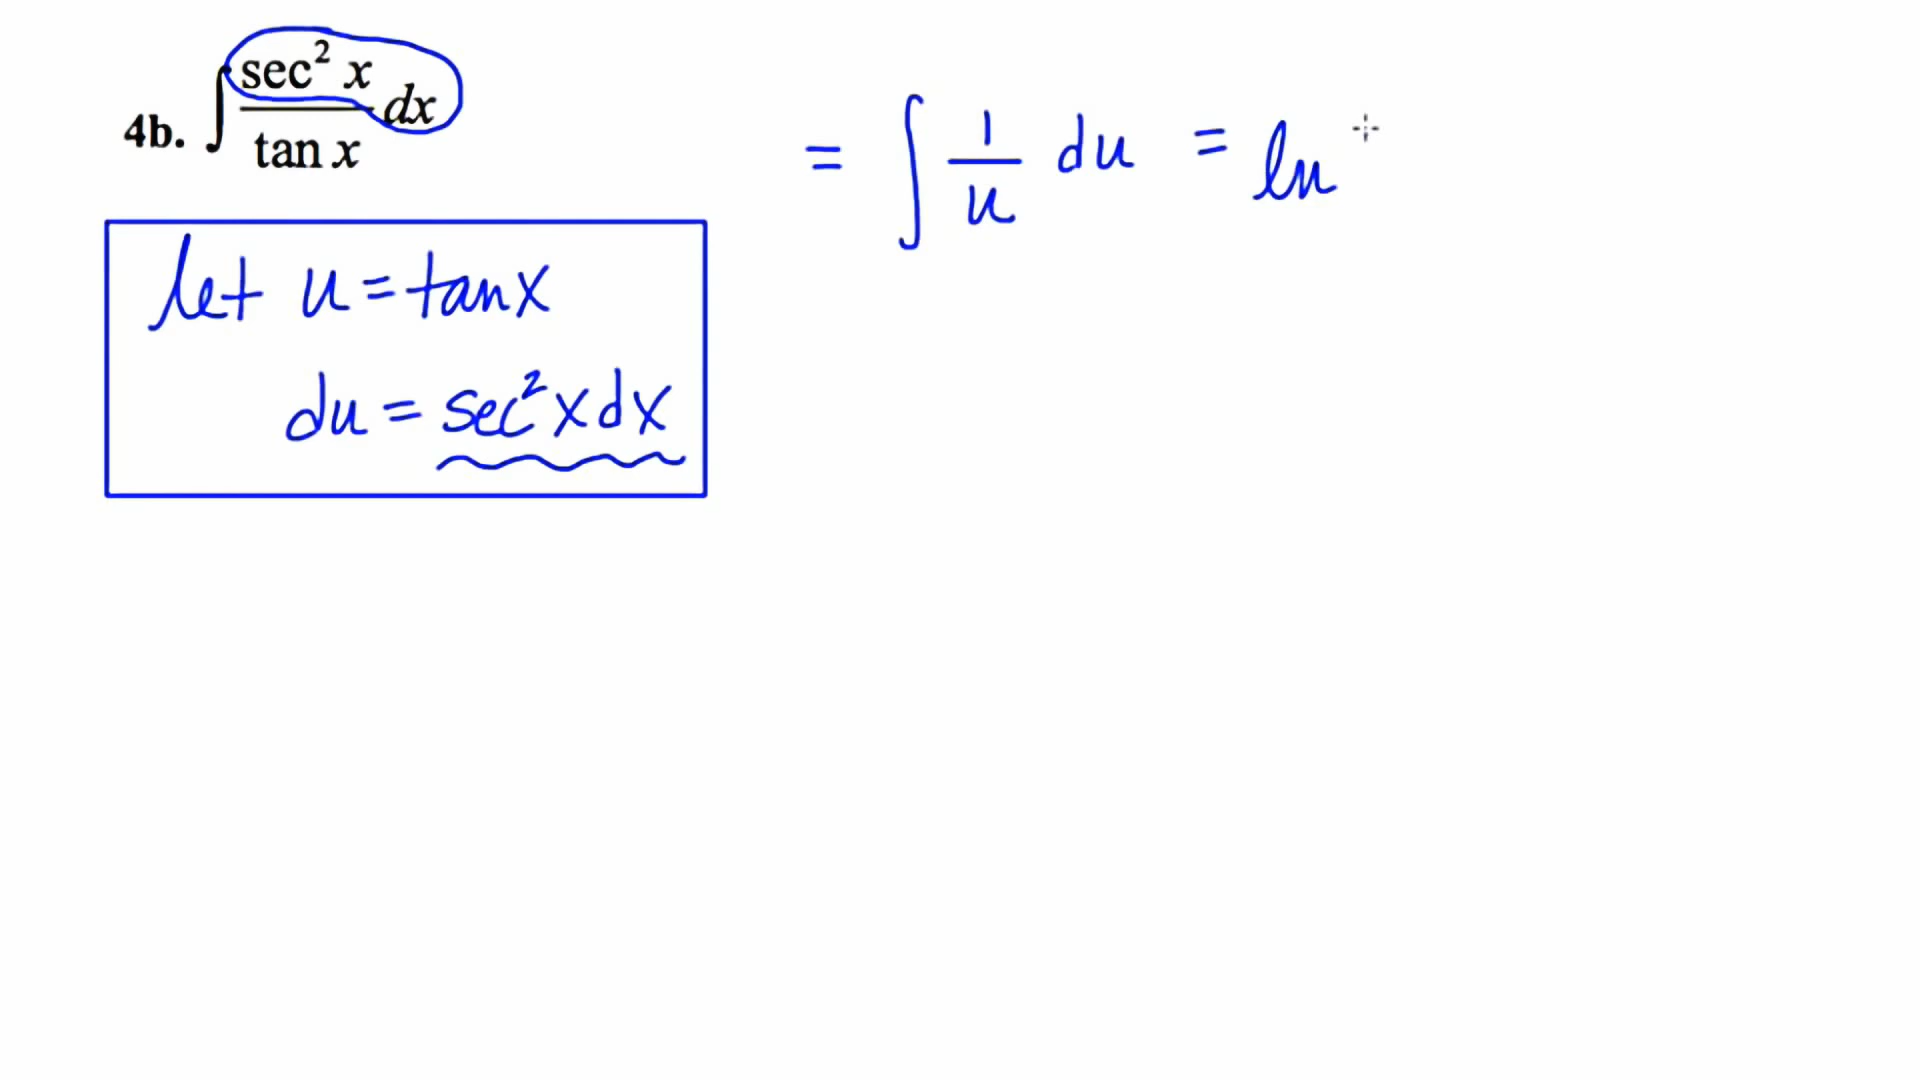 4b. ∫ sec² x / tan x dx = ∫ 1/u du = ln
let u = tan x
du = sec² x dx